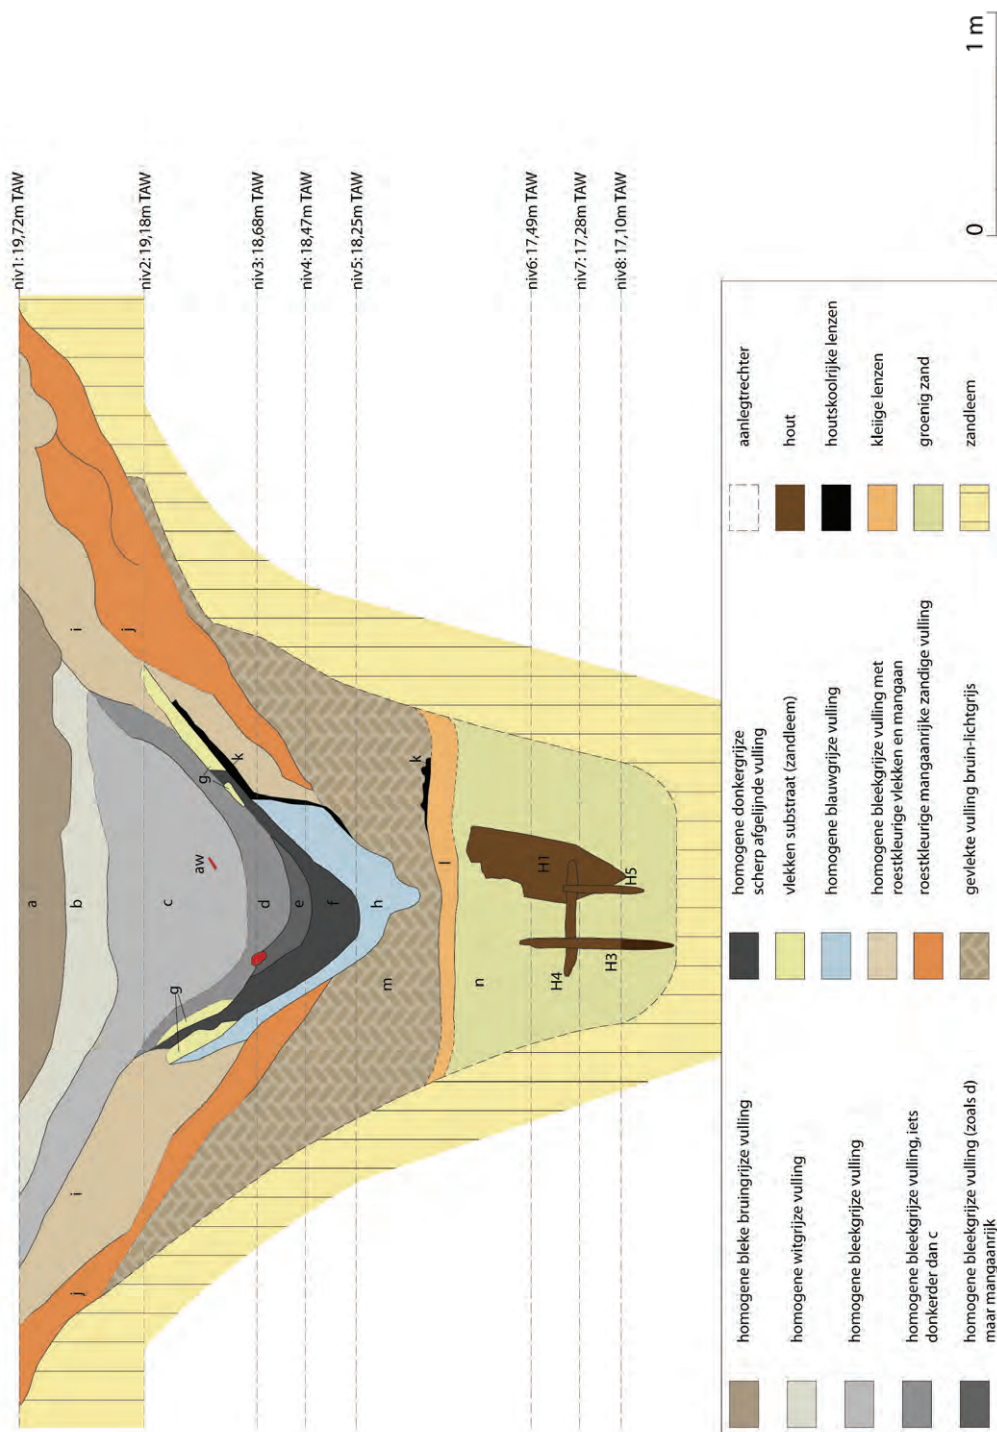 niv1: 19,72m TAW
niv2: 19,18m TAW
niv3: 18,68m TAW
niv4: 18,47m TAW
niv5: 18,25m TAW
niv6: 17,49m TAW
niv7: 17,28m TAW
niv8: 17,10m TAW
a
b
c
d
e
f
g
g
h
i
i
j
j
k
k
l
m
n
aw
H1
H3
H4
H5
0
1 m
homogene bleke bruingrijze vulling
homogene witgrijze vulling
homogene bleekgrijze vulling
homogene bleekgrijze vulling, iets
donkerder dan c
homogene bleekgrijze vulling (zoals d)
maar mangaanrijk
homogene donkergrijze
scherp afgelijnde vulling
vlekken substraat (zandleem)
homogene blauwgrijze vulling
homogene bleekgrijze vulling met
roestkleurige vlekken en mangaan
roestkleurige mangaanrijke zandige vulling
gevlekte vulling bruin-lichtgrijs
aanlegtrechter
hout
houtskoolrijke lenzen
kleiige lenzen
groenig zand
zandleem